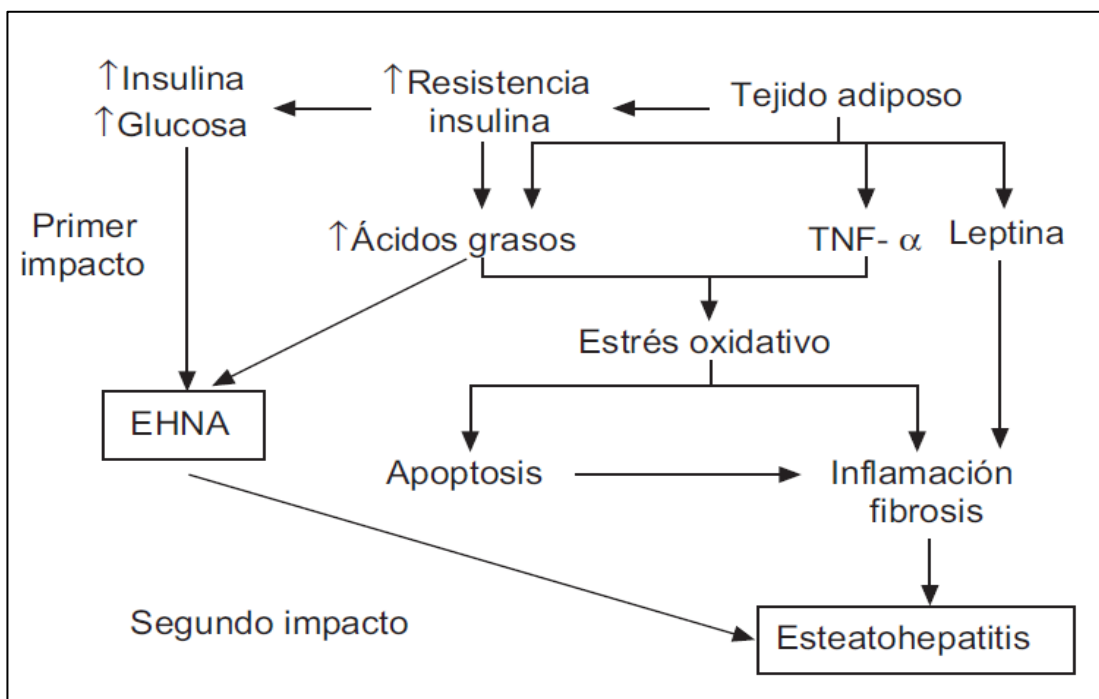 ↑Insulina
↑Glucosa
↑Resistencia
insulina
Tejido adiposo
Primer
impacto
↑Ácidos grasos
TNF- α
Leptina
Estrés oxidativo
EHNA
Apoptosis
Inflamación
fibrosis
Segundo impacto
Esteatohepatitis